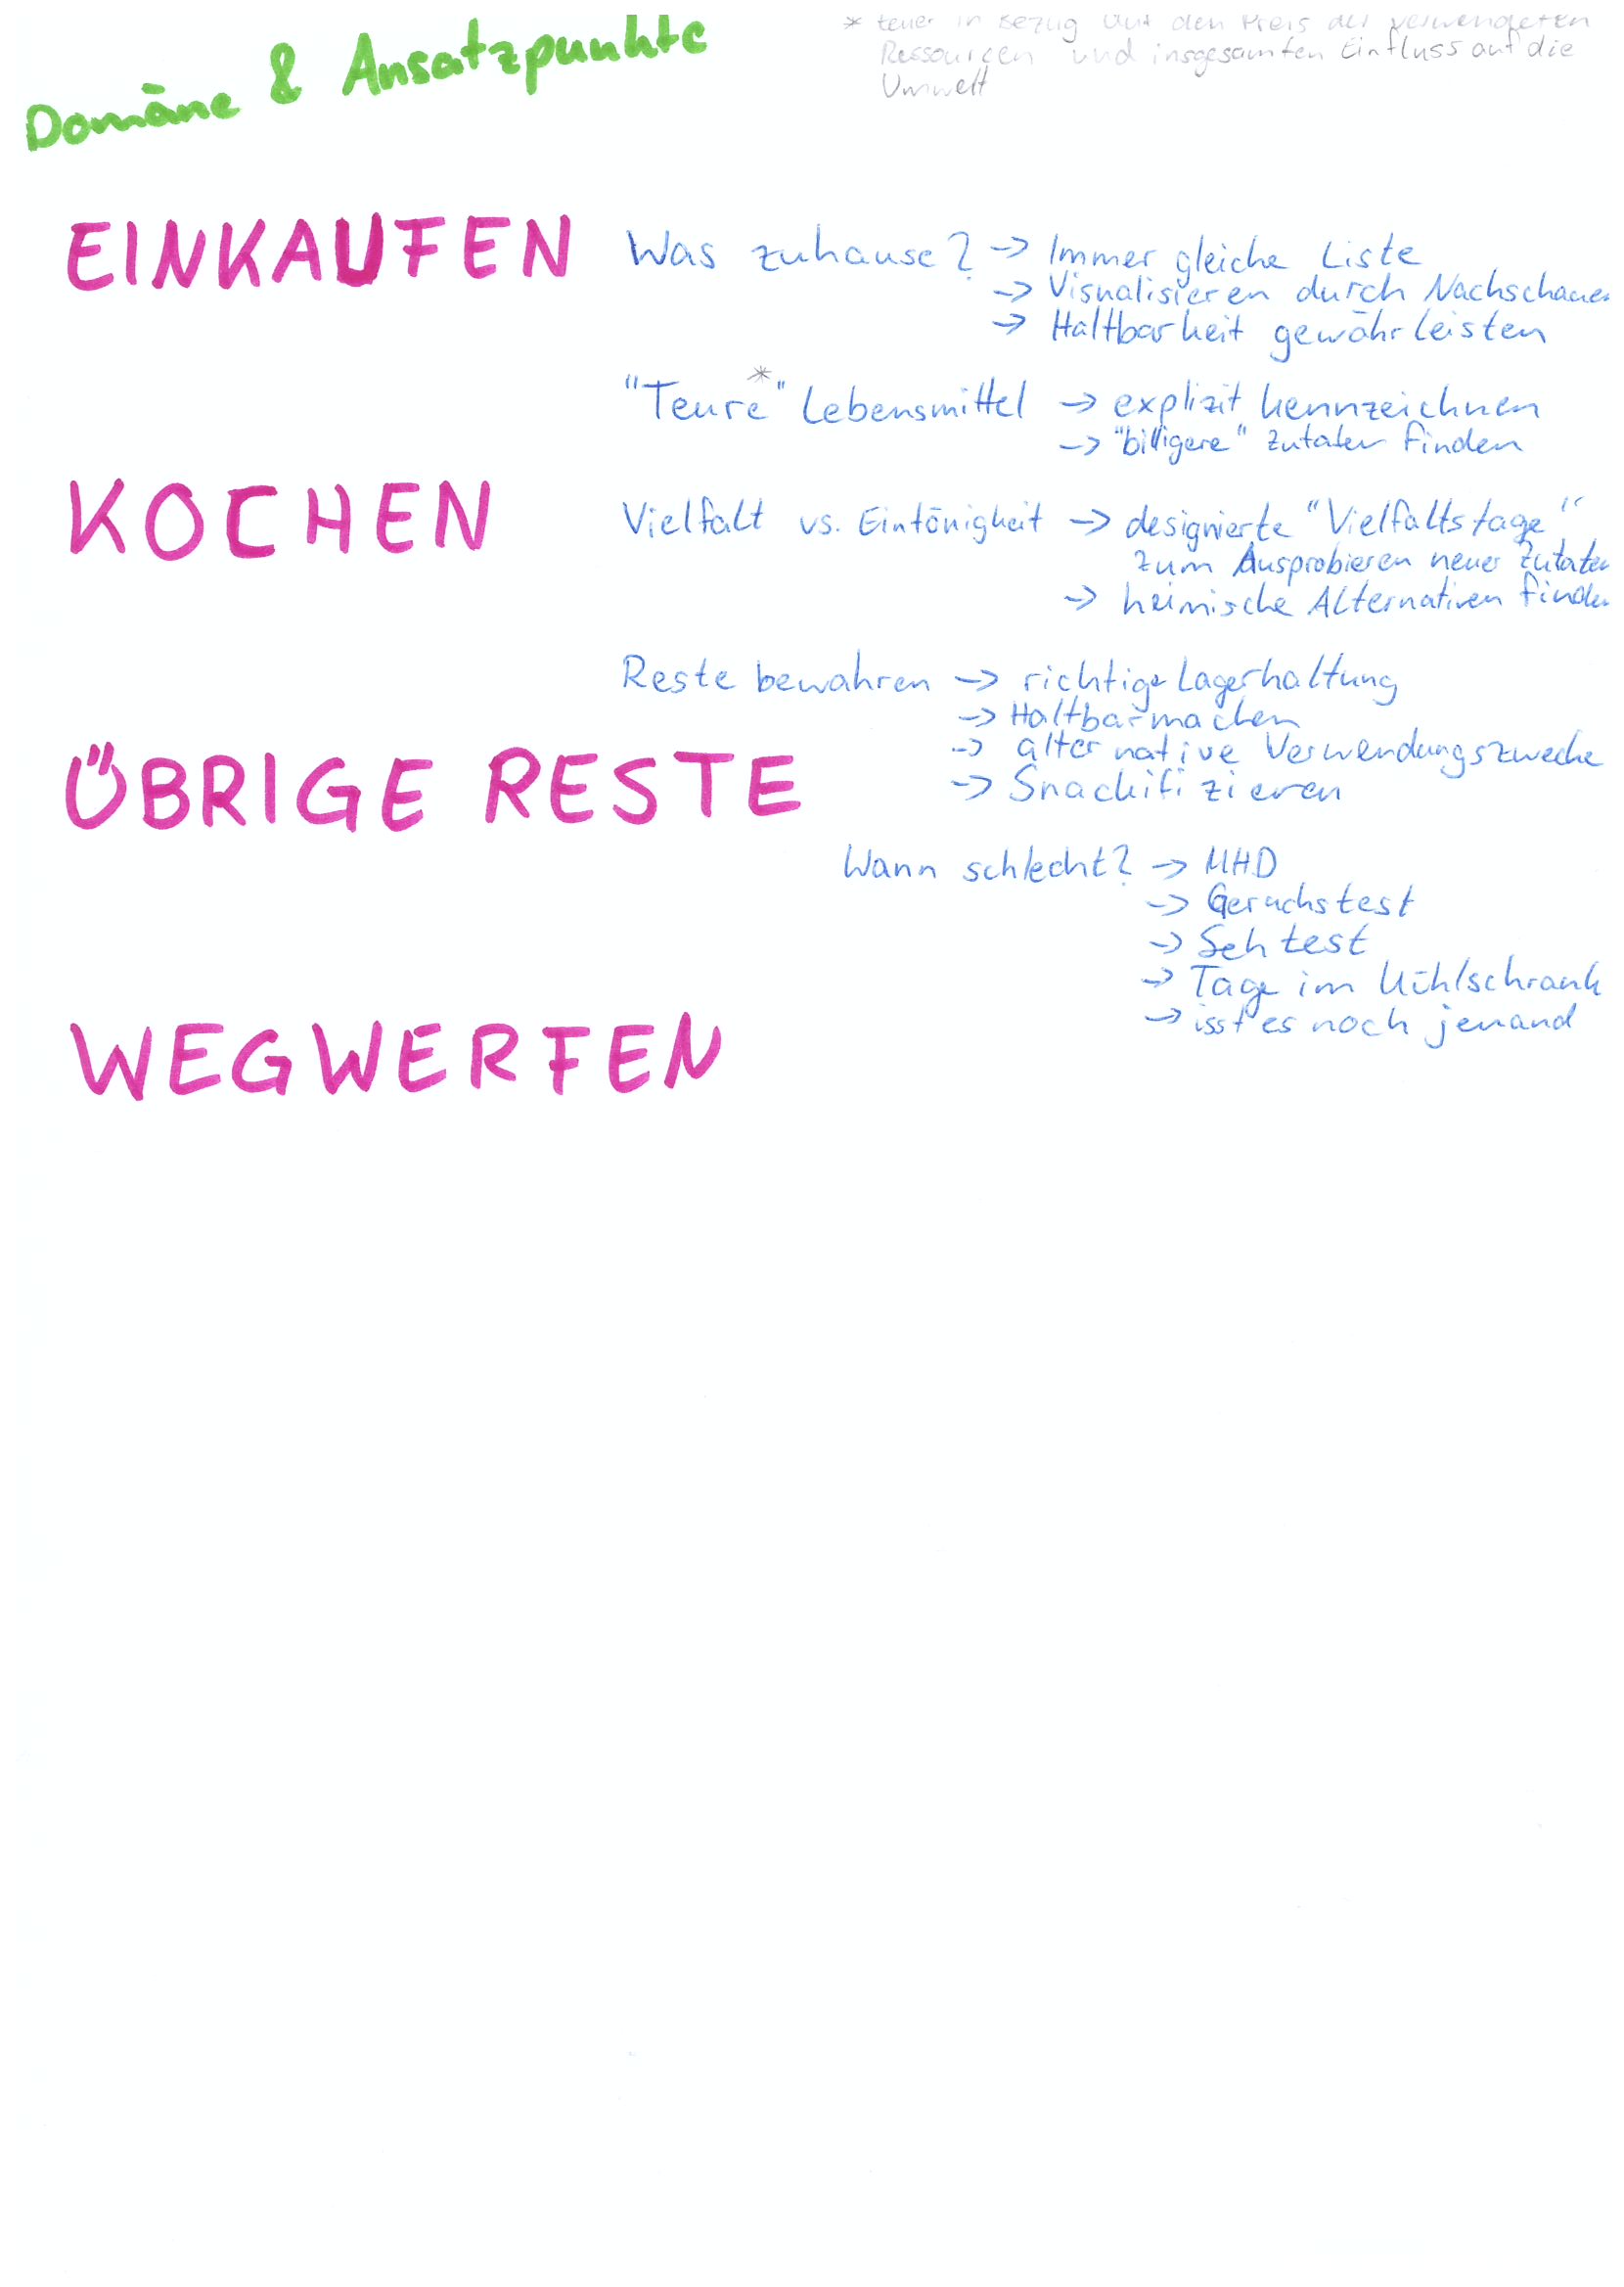 Domäne & Ansatzpunkte
* teuer in Bezug auf den Preis der verwendeten
Ressourcen und insgesamten Einfluss auf die
Umwelt
EINKAUFEN
Was zuhause? -> Immer gleiche Liste
-> Visualisieren durch Nachschauen
-> Haltbarkeit gewährleisten
"Teure*" Lebensmittel -> explizit kennzeichnen
-> "billigere" Zutaten finden
KOCHEN
Vielfalt vs. Eintönigkeit -> designierte "Vielfaltstage"
zum Ausprobieren neuer Zutaten
-> heimische Alternativen finden
Reste bewahren -> richtige Lagerhaltung
-> Haltbarmachen
-> alternative Verwendungszwecke
-> Snackifizieren
ÜBRIGE RESTE
Wann schlecht? -> MHD
-> Geruchstest
-> Sehtest
-> Tage im Kühlschrank
-> isst es noch jemand
WEGWERFEN